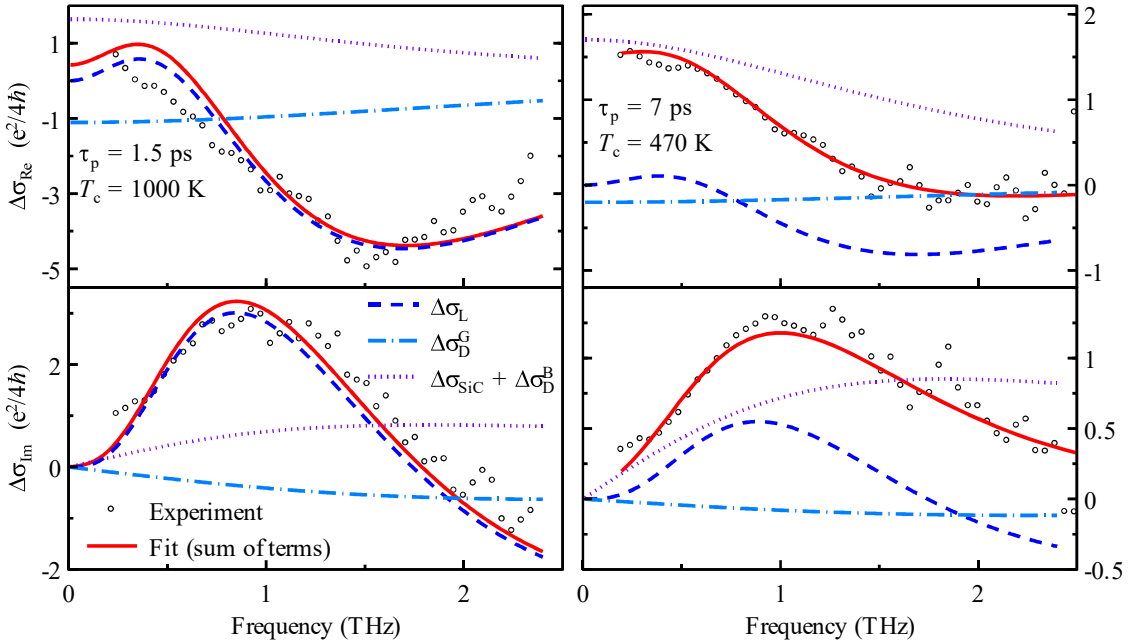 1
-1
-3
-5
Δσ_Re (e²/4ħ)
τ_p = 1.5 ps
T_c = 1000 K
2
1
0
-1
τ_p = 7 ps
T_c = 470 K
2
0
-2
Δσ_Im (e²/4ħ)
Δσ_L
Δσ_D^G
Δσ_SiC + Δσ_D^B
Experiment
Fit (sum of terms)
1
0.5
0
-0.5
0 1 2
Frequency (THz)
0 1 2
Frequency (THz)